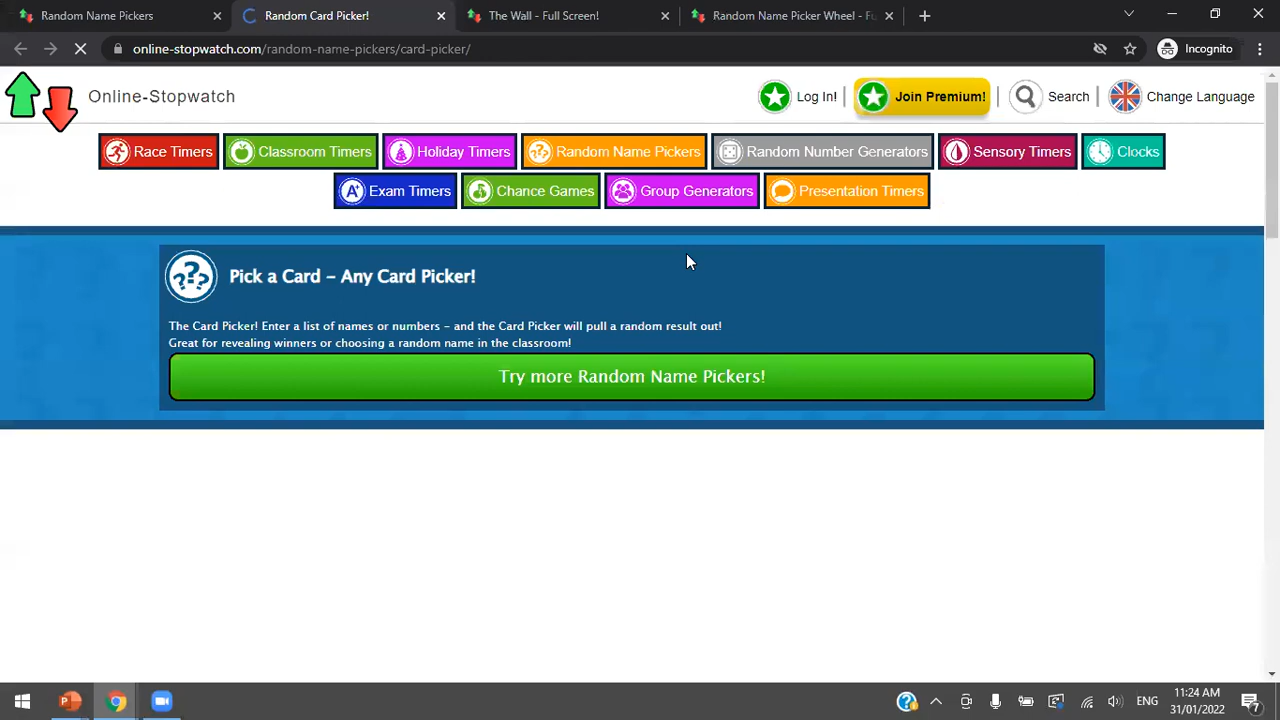 Random Name Pickers
Random Card Picker!
The Wall - Full Screen!
Random Name Picker Wheel - Fu
online-stopwatch.com/random-name-pickers/card-picker/
Incognito
Online-Stopwatch
Log In!
Join Premium!
Search
Change Language
Race Timers
Classroom Timers
Holiday Timers
Random Name Pickers
Random Number Generators
Sensory Timers
Clocks
Exam Timers
Chance Games
Group Generators
Presentation Timers
Pick a Card – Any Card Picker!
The Card Picker! Enter a list of names or numbers – and the Card Picker will pull a random result out!
Great for revealing winners or choosing a random name in the classroom!
Try more Random Name Pickers!
ENG
11:24 AM
31/01/2022
7